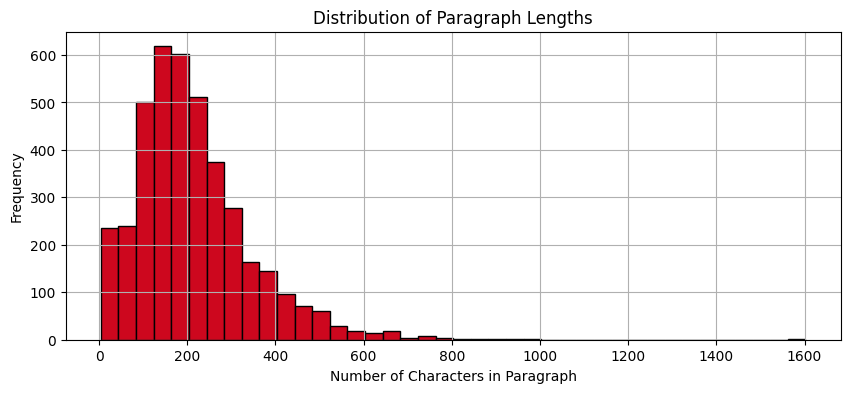 Distribution of Paragraph Lengths
600
500
400
300
200
100
0
Frequency
0 200 400 600 800 1000 1200 1400 1600
Number of Characters in Paragraph